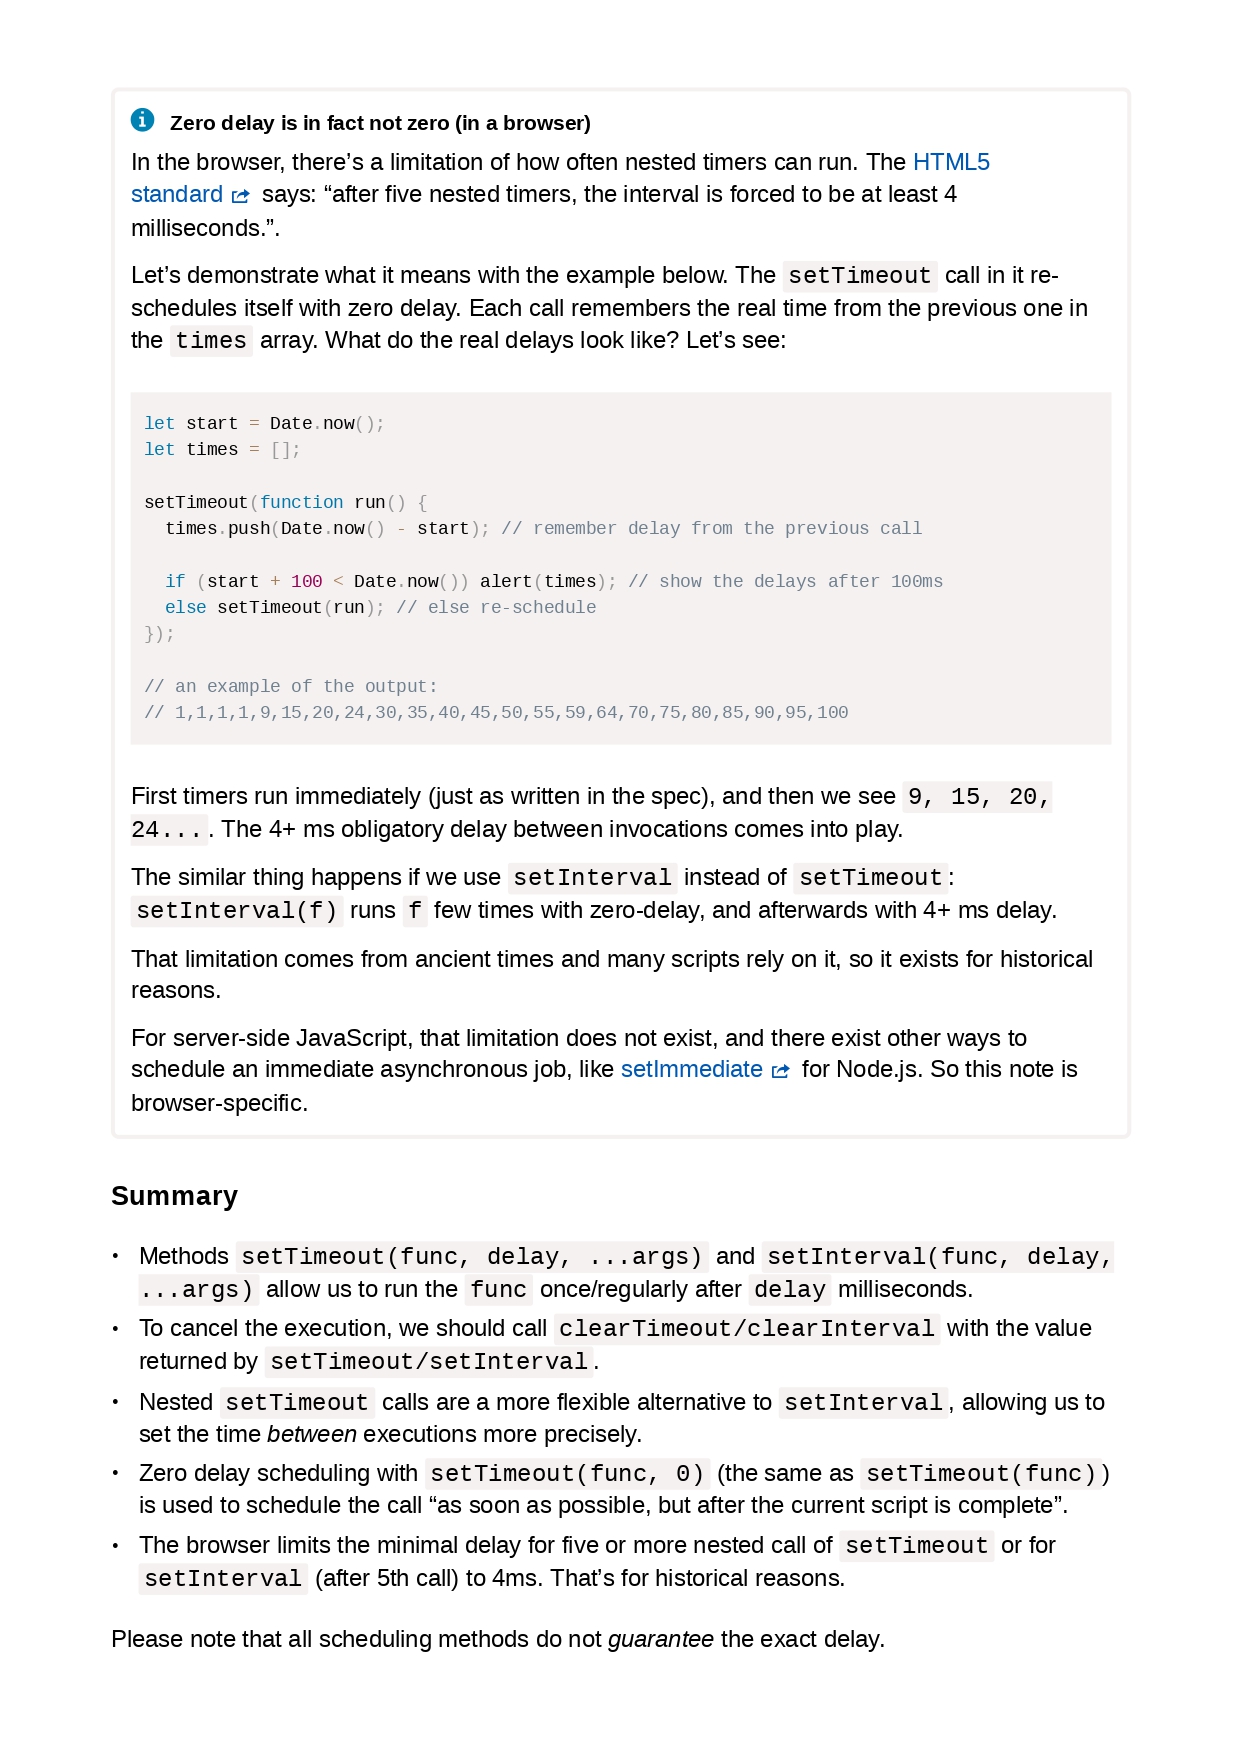 Zero delay is in fact not zero (in a browser)
In the browser, there’s a limitation of how often nested timers can run. The HTML5
standard says: “after five nested timers, the interval is forced to be at least 4
milliseconds.”.
Let’s demonstrate what it means with the example below. The setTimeout call in it re-
schedules itself with zero delay. Each call remembers the real time from the previous one in
the times array. What do the real delays look like? Let’s see:
let start = Date.now();
let times = [];
setTimeout(function run() {
  times.push(Date.now() - start); // remember delay from the previous call
  if (start + 100 < Date.now()) alert(times); // show the delays after 100ms
  else setTimeout(run); // else re-schedule
});
// an example of the output:
// 1,1,1,1,9,15,20,24,30,35,40,45,50,55,59,64,70,75,80,85,90,95,100
First timers run immediately (just as written in the spec), and then we see 9, 15, 20,
24.... The 4+ ms obligatory delay between invocations comes into play.
The similar thing happens if we use setInterval instead of setTimeout:
setInterval(f) runs f few times with zero-delay, and afterwards with 4+ ms delay.
That limitation comes from ancient times and many scripts rely on it, so it exists for historical
reasons.
For server-side JavaScript, that limitation does not exist, and there exist other ways to
schedule an immediate asynchronous job, like setImmediate for Node.js. So this note is
browser-specific.
Summary
• Methods setTimeout(func, delay, ...args) and setInterval(func, delay,
...args) allow us to run the func once/regularly after delay milliseconds.
• To cancel the execution, we should call clearTimeout/clearInterval with the value
returned by setTimeout/setInterval.
• Nested setTimeout calls are a more flexible alternative to setInterval, allowing us to
set the time between executions more precisely.
• Zero delay scheduling with setTimeout(func, 0) (the same as setTimeout(func))
is used to schedule the call “as soon as possible, but after the current script is complete”.
• The browser limits the minimal delay for five or more nested call of setTimeout or for
setInterval (after 5th call) to 4ms. That’s for historical reasons.
Please note that all scheduling methods do not guarantee the exact delay.